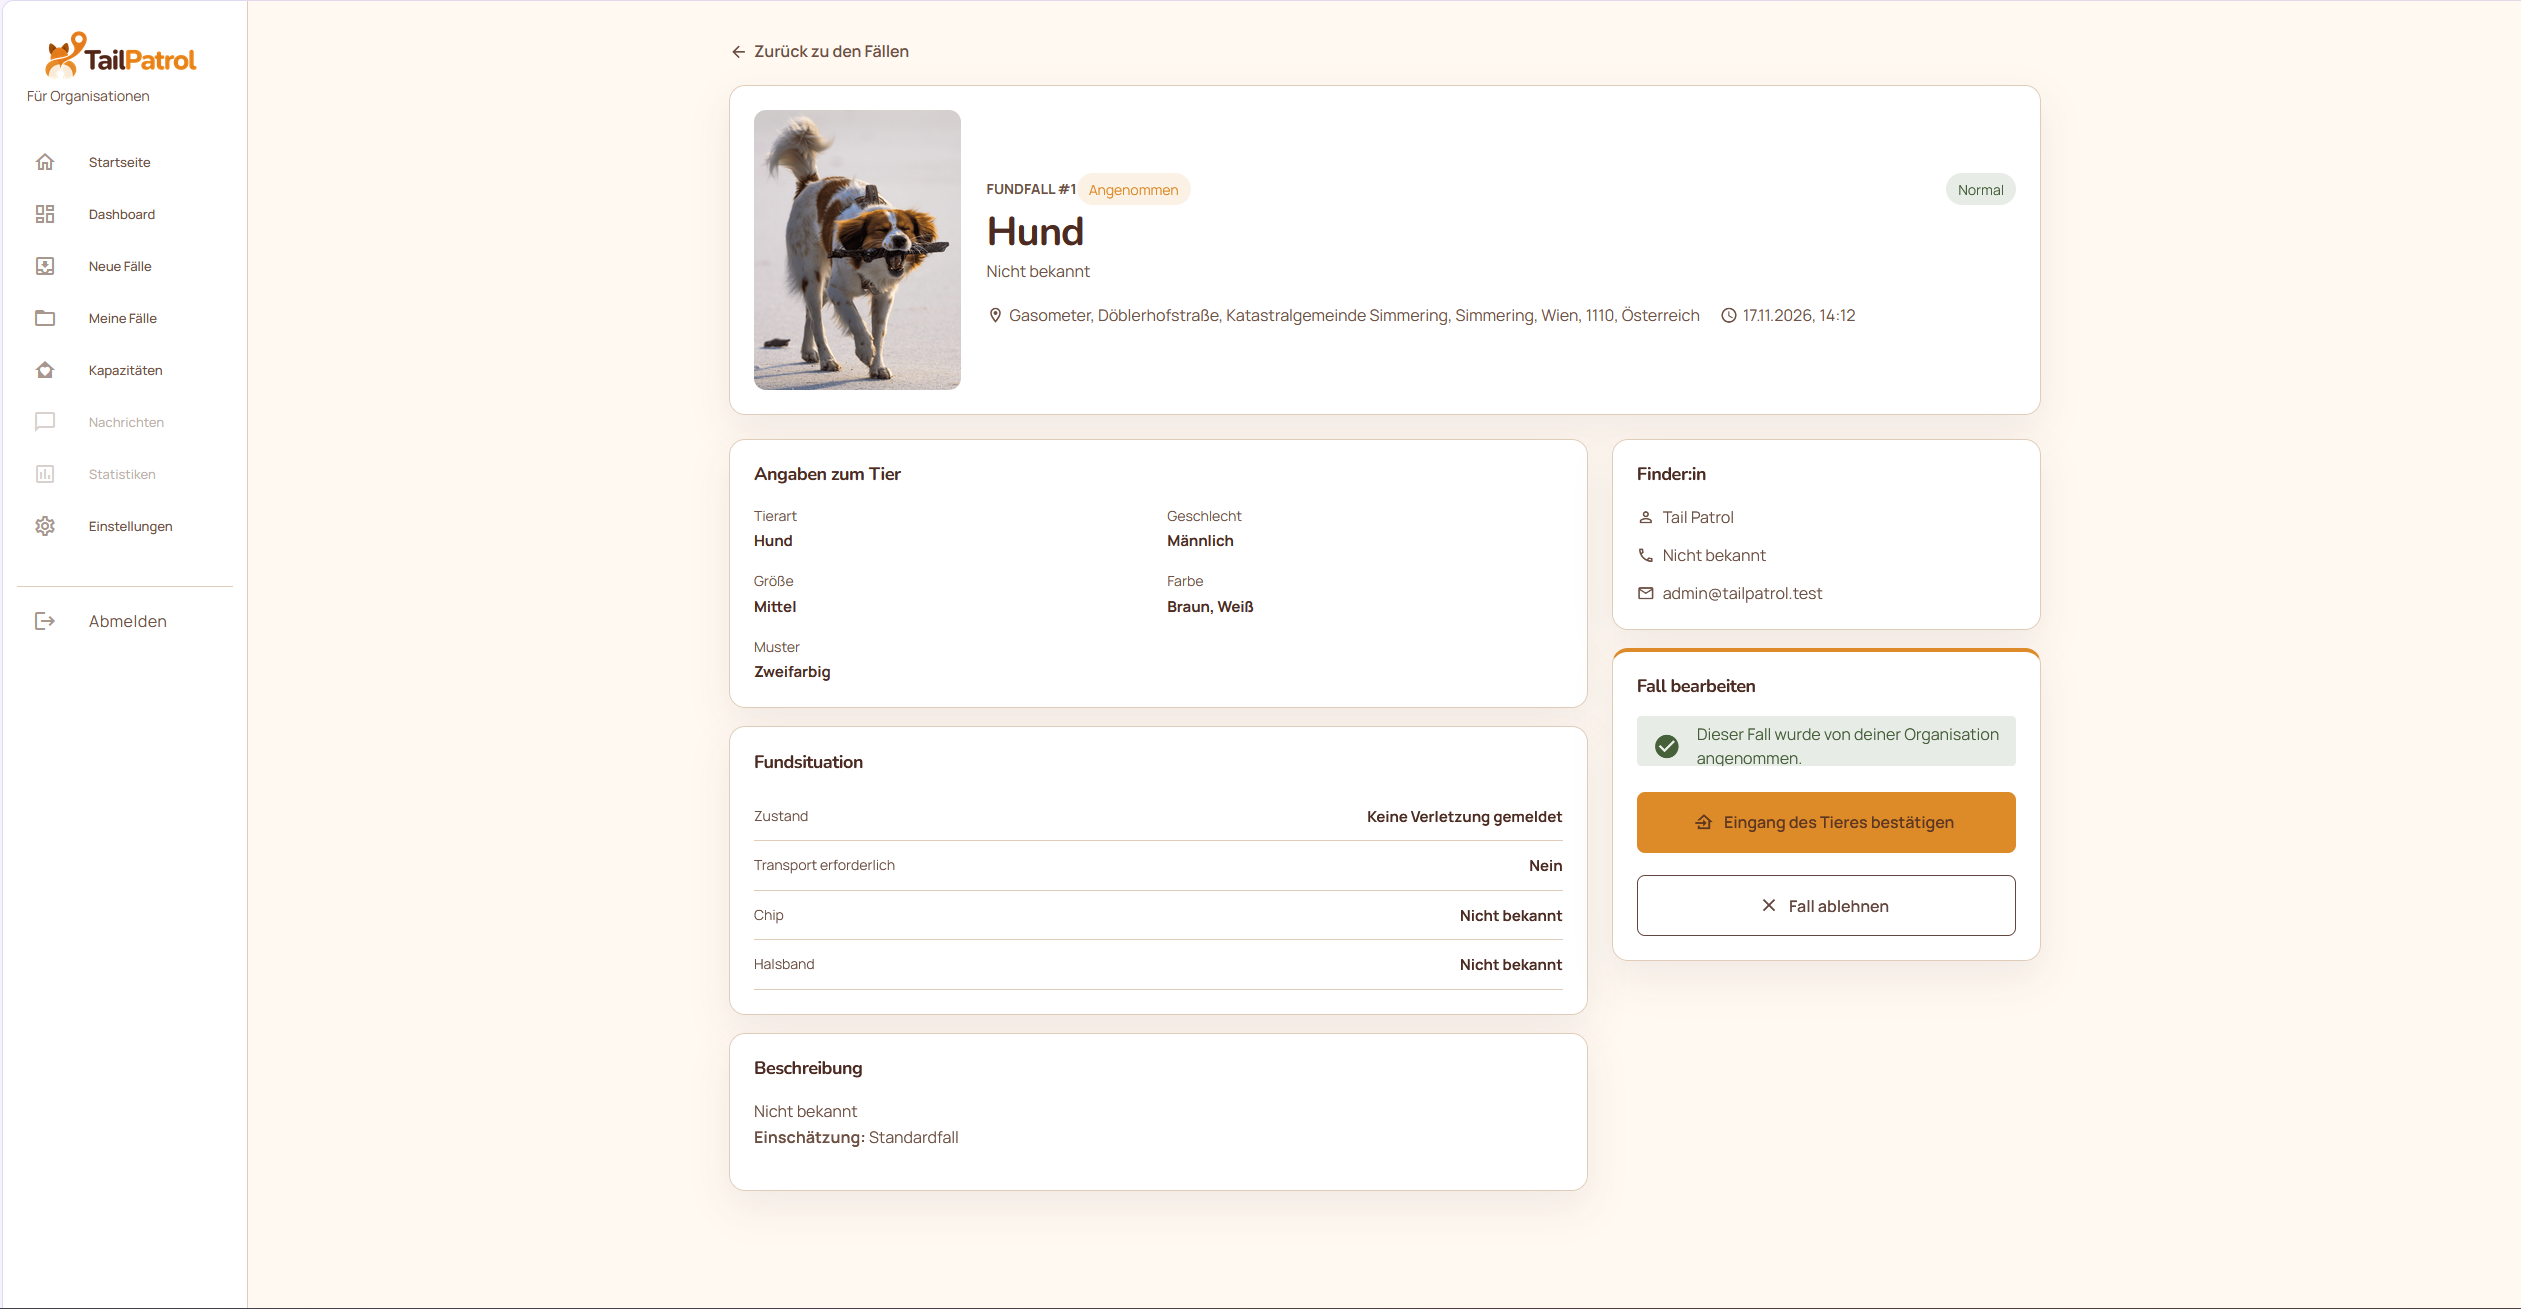 TailPatrol
Für Organisationen
Startseite
Dashboard
Neue Fälle
Meine Fälle
Kapazitäten
Nachrichten
Statistiken
Einstellungen
Abmelden
Zurück zu den Fällen
FUNDFALL #1 Angenommen
Normal
Hund
Nicht bekannt
Gasometer, Döblerhofstraße, Katastralgemeinde Simmering, Simmering, Wien, 1110, Österreich 17.11.2026, 14:12
Angaben zum Tier
Tierart
Hund
Geschlecht
Männlich
Größe
Mittel
Farbe
Braun, Weiß
Muster
Zweifarbig
Fundsituation
Zustand Keine Verletzung gemeldet
Transport erforderlich Nein
Chip Nicht bekannt
Halsband Nicht bekannt
Beschreibung
Nicht bekannt
Einschätzung: Standardfall
Finder:in
Tail Patrol
Nicht bekannt
admin@tailpatrol.test
Fall bearbeiten
Dieser Fall wurde von deiner Organisation
angenommen.
Eingang des Tieres bestätigen
Fall ablehnen